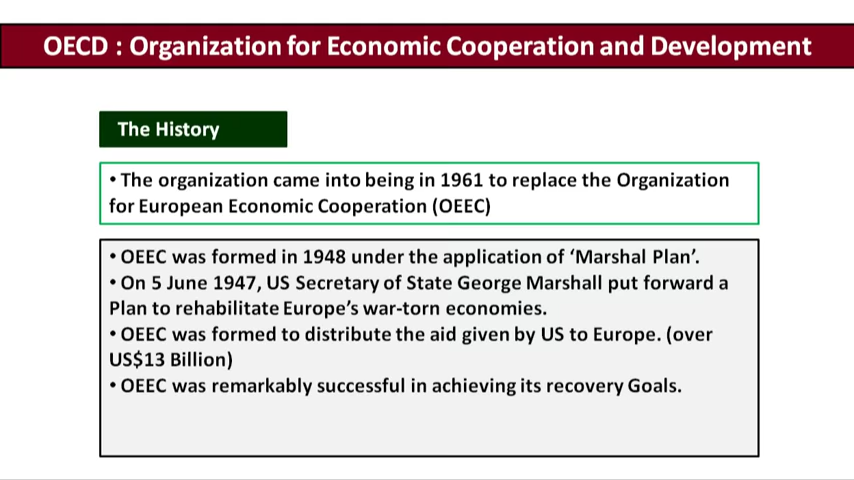 OECD : Organization for Economic Cooperation and Development
The History
• The organization came into being in 1961 to replace the Organization
for European Economic Cooperation (OEEC)
• OEEC was formed in 1948 under the application of ‘Marshal Plan’.
• On 5 June 1947, US Secretary of State George Marshall put forward a
Plan to rehabilitate Europe’s war-torn economies.
• OEEC was formed to distribute the aid given by US to Europe. (over
US$13 Billion)
• OEEC was remarkably successful in achieving its recovery Goals.